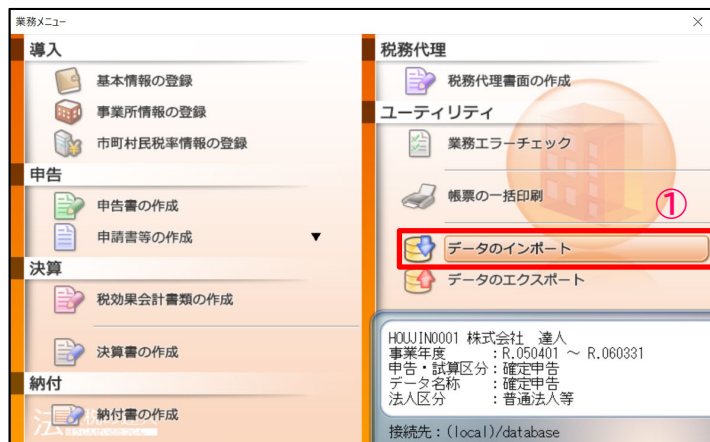 業務メニュー
導入
基本情報の登録
事業所情報の登録
市町村民税率情報の登録
申告
申告書の作成
申請書等の作成 ▼
決算
税効果会計書類の作成
決算書の作成
納付
納付書の作成
税務代理
税務代理書面の作成
ユーティリティ
業務エラーチェック
帳票の一括印刷
①
データのインポート
データのエクスポート
HOUJIN0001 株式会社 達人
事業年度 :R.050401 ～ R.060331
申告・試算区分:確定申告
データ名称 :確定申告
法人区分 :普通法人等
接続先:(local)/database